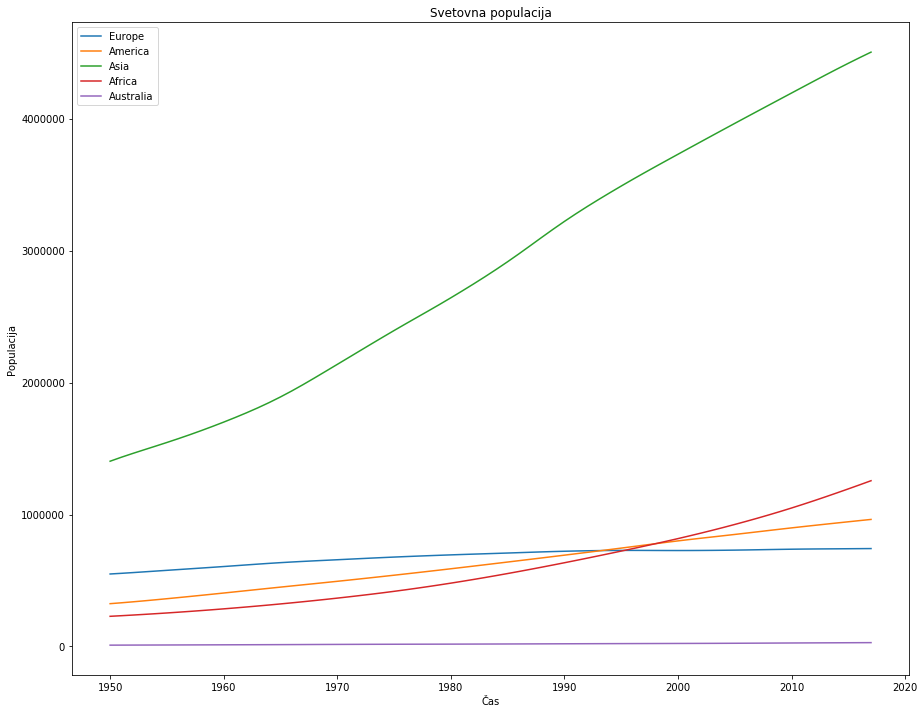 Svetovna populacija
Europe
America
Asia
Africa
Australia
4000000
3000000
2000000
1000000
0
Populacija
1950
1960
1970
1980
1990
2000
2010
2020
Čas